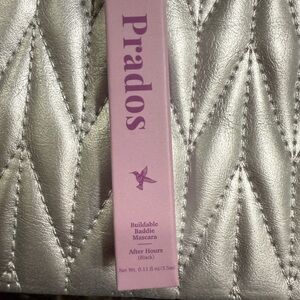 Prados
Buildable
Baddie
Mascara
After Hours
(Black)
Net Wt. 0.11 fl oz/3.5ml